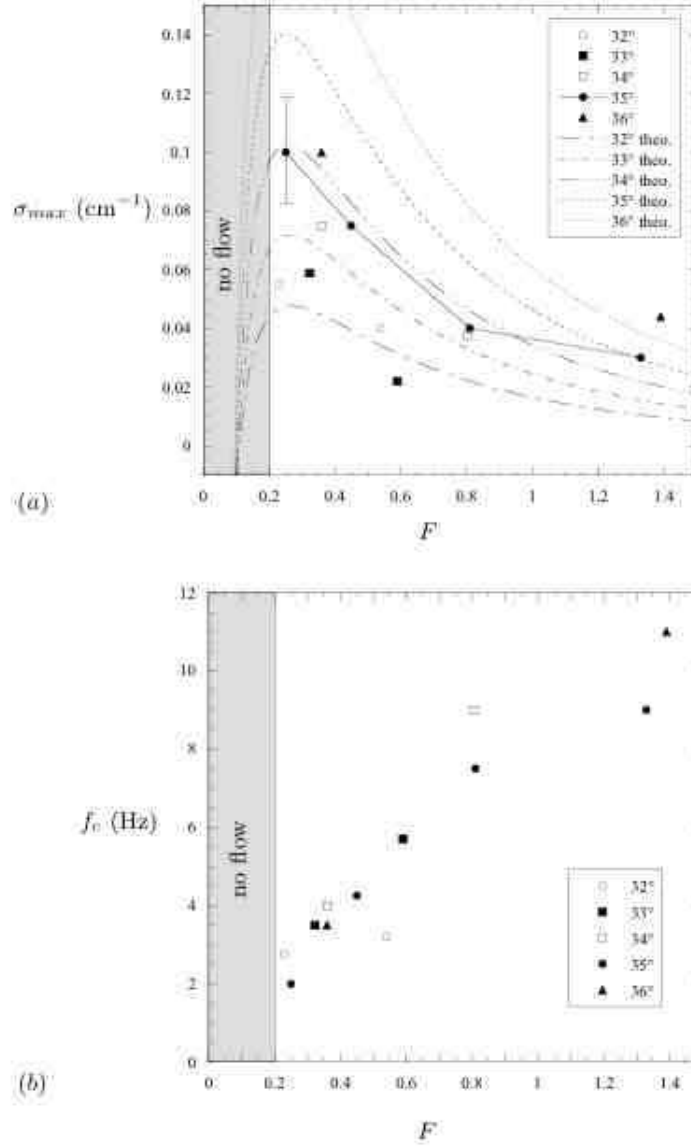 0.14
0.12
0.1
0.08
0.06
0.04
0.02
0
σmax (cm⁻¹)
no flow
32°
33°
34°
35°
36°
32° theo.
33° theo.
34° theo.
35° theo.
36° theo.
0 0.2 0.4 0.6 0.8 1 1.2 1.4
(a)
F
12
10
8
6
4
2
0
fc (Hz)
no flow
32°
33°
34°
35°
36°
0 0.2 0.4 0.6 0.8 1 1.2 1.4
(b)
F